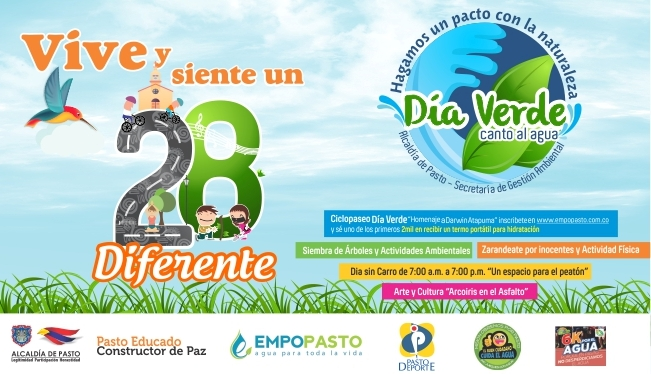 Vive y
siente un
28
Diferente
Hagamos un pacto con la naturaleza
Día Verde
canto al agua
Alcaldía de Pasto - Secretaría de Gestión Ambiental
Ciclopaseo Día Verde "Homenaje a Darwin Atapuma" inscribete en www.empopasto.com.co
y sé uno de los primeros 2mil en recibir un termo portátil para hidratación
Siembra de Árboles y Actividades Ambientales
Zarandeate por inocentes y Actividad Física
Dia sin Carro de 7:00 a.m. a 7:00 p.m. "Un espacio para el peatón"
Arte y Cultura "Arcoiris en el Asfalto"
ALCALDÍA DE PASTO
Legitimidad Participación Honestidad
Pasto Educado
Constructor de Paz
EMPOPASTO
agua para toda la vida
PASTO
DEPORTE
CUIDA EL AGUA
POR EL
AGUA